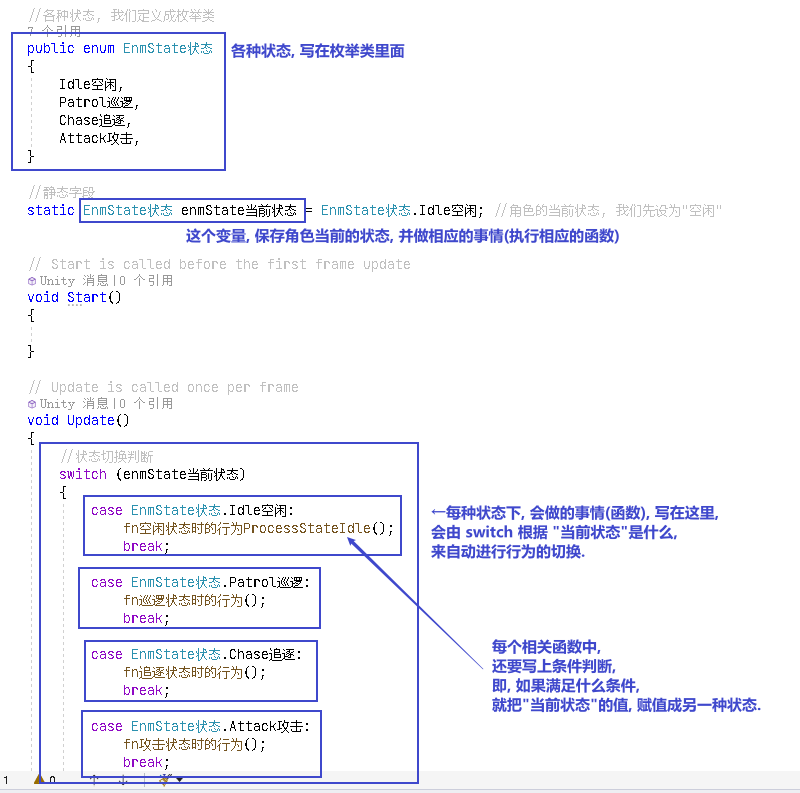 //各种状态, 我们定义成枚举类
7 个引用
public enum EnmState状态
各种状态, 写在枚举类里面
{
Idle空闲,
Patrol巡逻,
Chase追逐,
Attack攻击,
}
//静态字段
static EnmState状态 enmState当前状态 = EnmState状态.Idle空闲; //角色的当前状态, 我们先设为"空闲"
这个变量, 保存角色当前的状态, 并做相应的事情(执行相应的函数)
// Start is called before the first frame update
Unity 消息|0 个引用
void Start()
{
}
// Update is called once per frame
Unity 消息|0 个引用
void Update()
{
//状态切换判断
switch (enmState当前状态)
{
case EnmState状态.Idle空闲:
fn空闲状态时的行为ProcessStateIdle();
break;
←每种状态下, 会做的事情(函数), 写在这里,
会由 switch 根据 "当前状态"是什么,
来自动进行行为的切换.
case EnmState状态.Patrol巡逻:
fn巡逻状态时的行为();
break;
case EnmState状态.Chase追逐:
fn追逐状态时的行为();
break;
每个相关函数中,
还要写上条件判断,
即, 如果满足什么条件,
就把"当前状态"的值, 赋值成另一种状态.
case EnmState状态.Attack攻击:
fn攻击状态时的行为();
break;
1
0